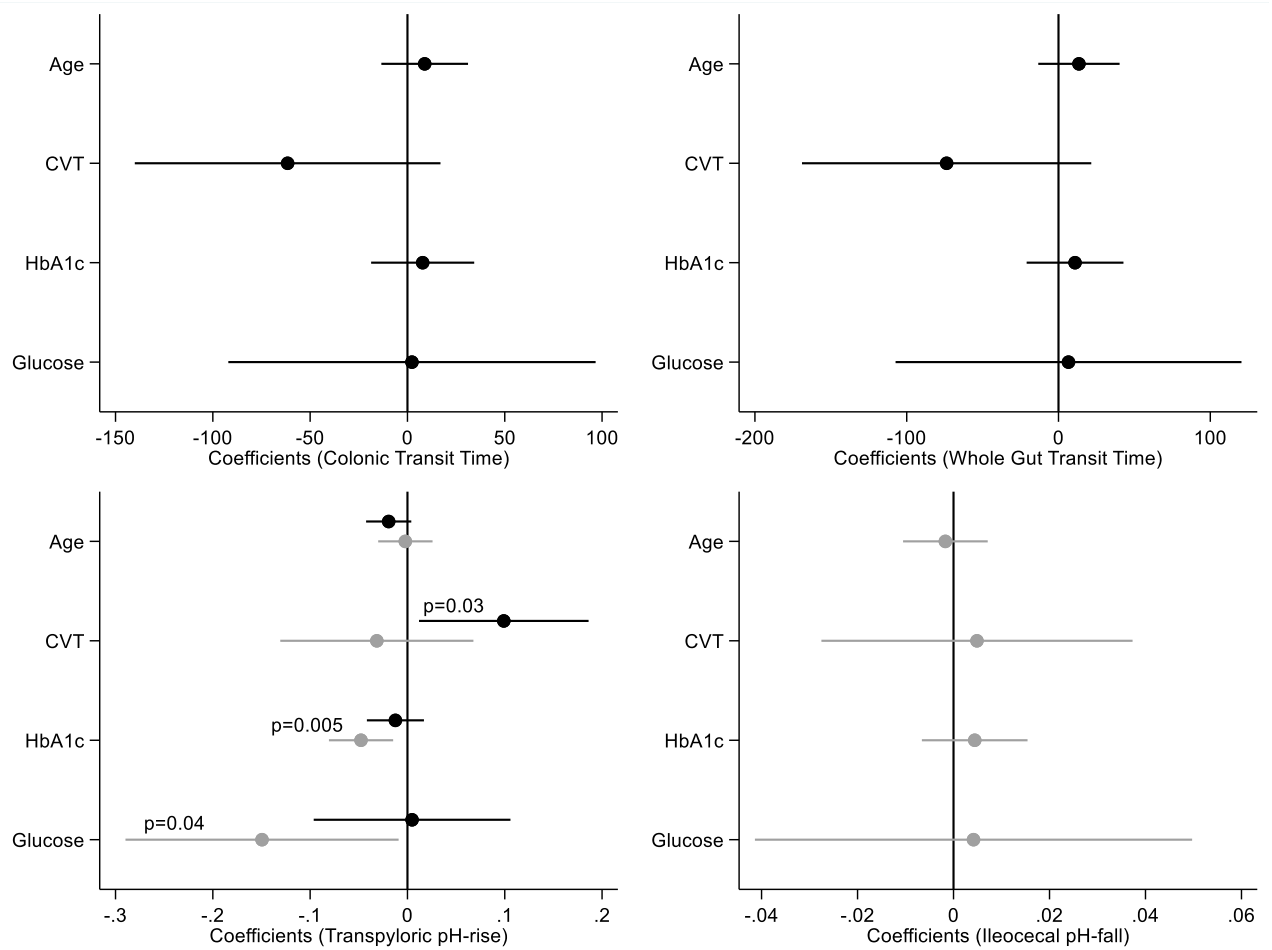 Age
CVT
HbA1c
Glucose
-150 -100 -50 0 50 100
Coefficients (Colonic Transit Time)
Age
CVT
HbA1c
Glucose
-200 -100 0 100
Coefficients (Whole Gut Transit Time)
Age
p=0.03
CVT
p=0.005
HbA1c
p=0.04
Glucose
-.3 -.2 -.1 0 .1 .2
Coefficients (Transpyloric pH-rise)
Age
CVT
HbA1c
Glucose
-.04 -.02 0 .02 .04 .06
Coefficients (Ileocecal pH-fall)